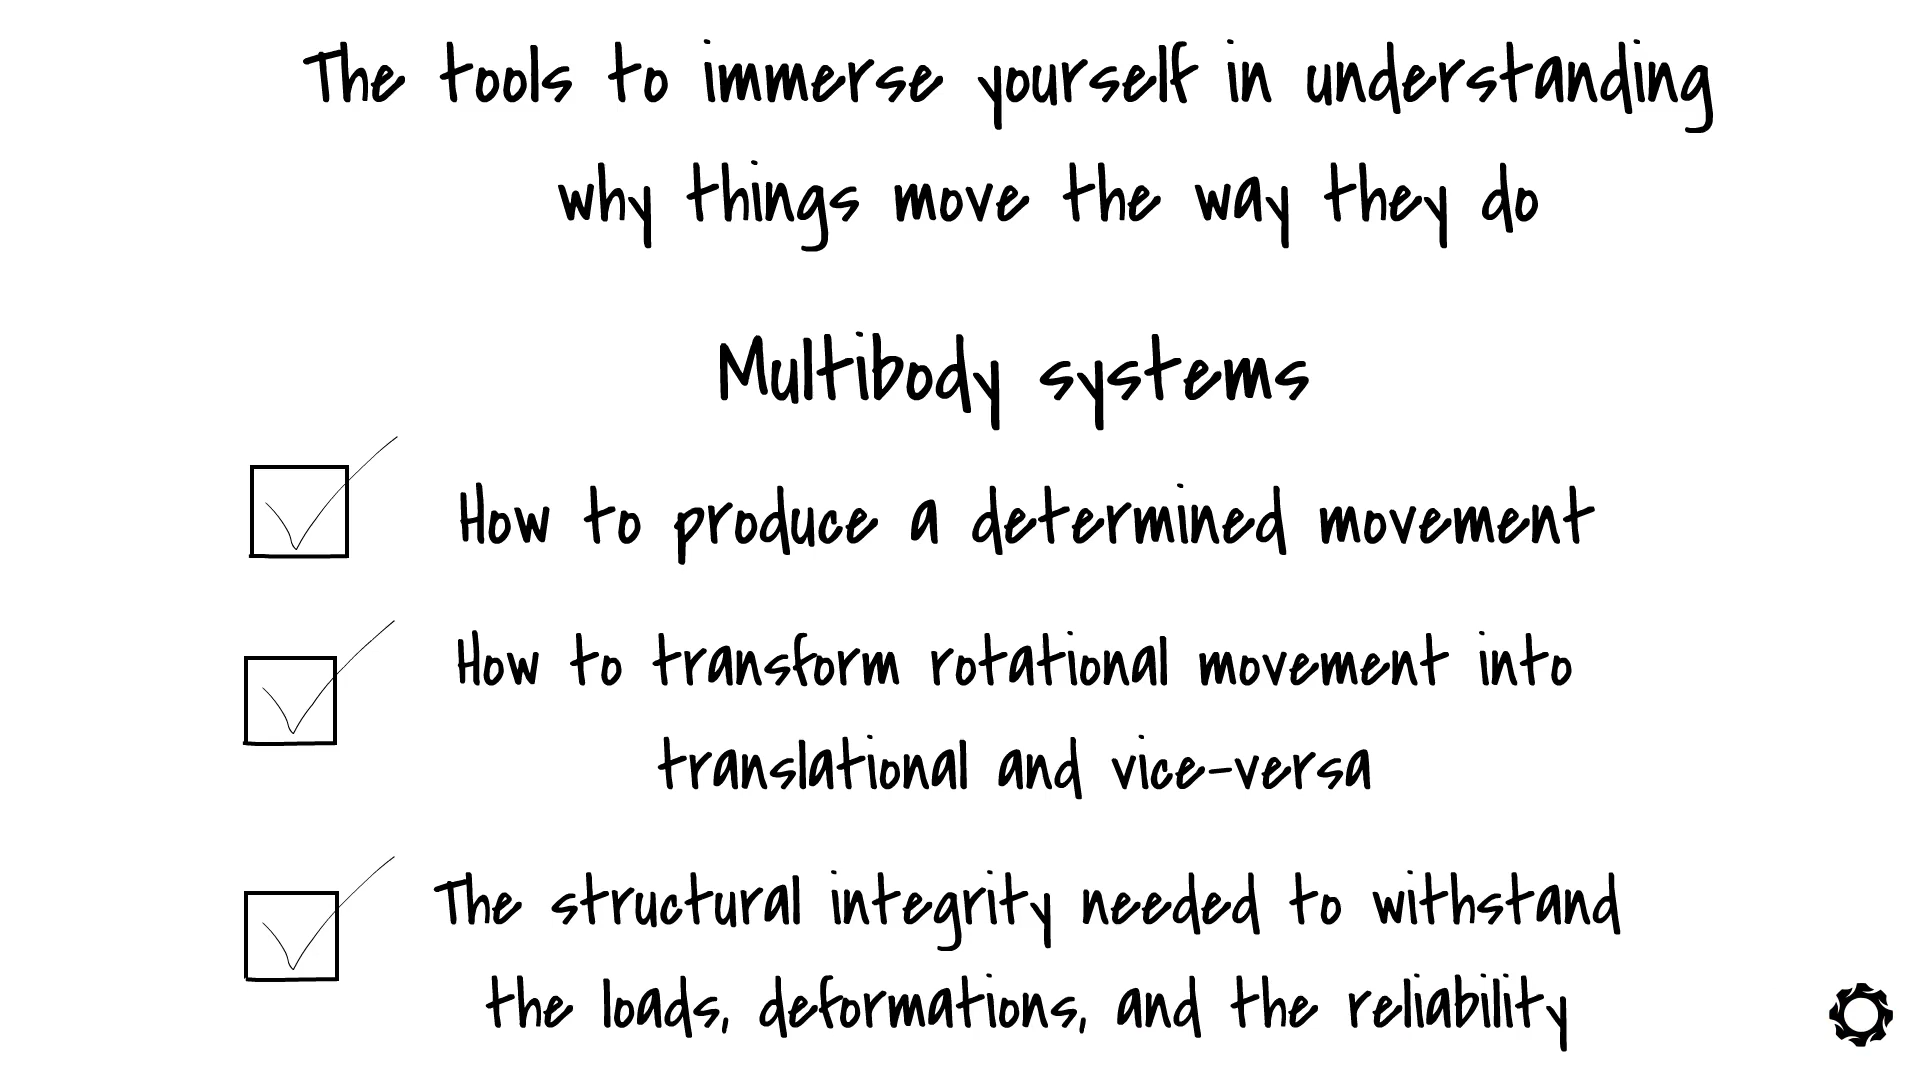 The tools to immerse yourself in understanding
why things move the way they do
Multibody systems
How to produce a determined movement
How to transform rotational movement into
translational and vice-versa
The structural integrity needed to withstand
the loads, deformations, and the reliability